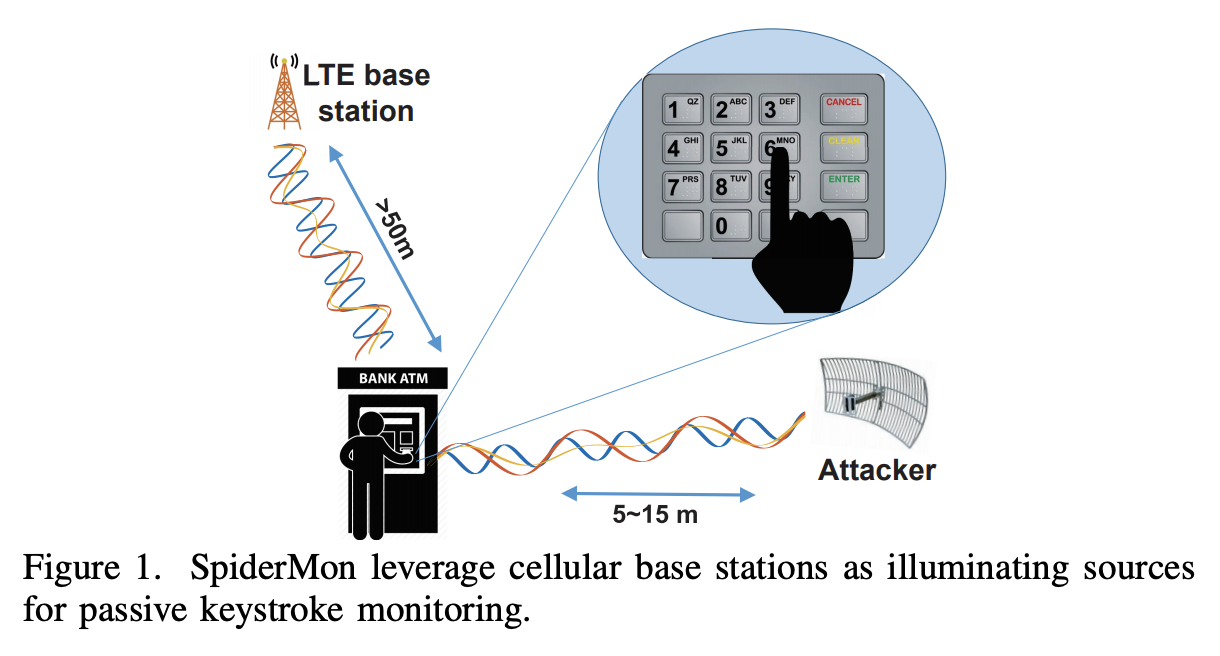 LTE base
station
>50m
1 QZ 2 ABC 3 DEF CANCEL
4 GHI 5 JKL 6 MNO CLEAR
7 PRS 8 TUV 9 ENTER
0
BANK ATM
Attacker
5~15 m
Figure 1. SpiderMon leverage cellular base stations as illuminating sources
for passive keystroke monitoring.